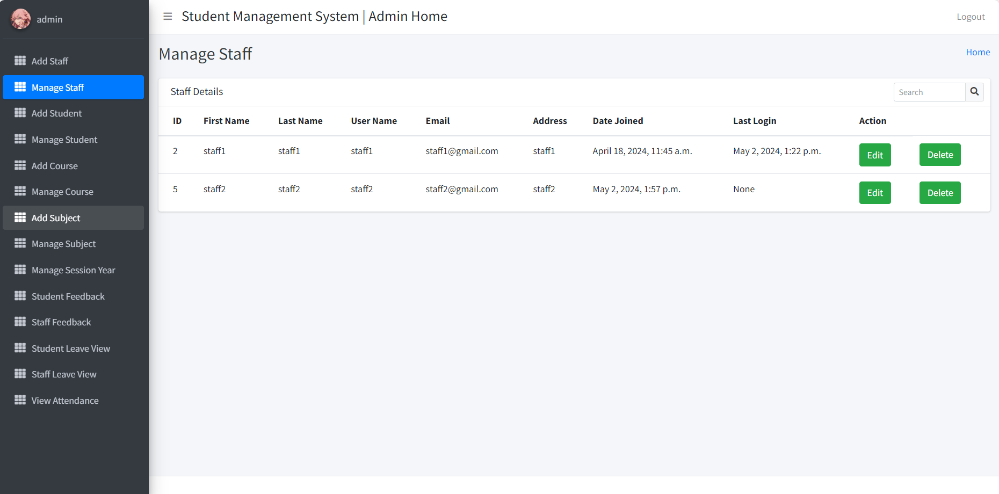 admin
Add Staff
Manage Staff
Add Student
Manage Student
Add Course
Manage Course
Add Subject
Manage Subject
Manage Session Year
Student Feedback
Staff Feedback
Student Leave View
Staff Leave View
View Attendance
Student Management System | Admin Home
Logout
Manage Staff
Home
Staff Details
Search
ID First Name Last Name User Name Email Address Date Joined Last Login Action
2 staff1 staff1 staff1 staff1@gmail.com staff1 April 18, 2024, 11:45 a.m. May 2, 2024, 1:22 p.m. Edit Delete
5 staff2 staff2 staff2 staff2@gmail.com staff2 May 2, 2024, 1:57 p.m. None Edit Delete